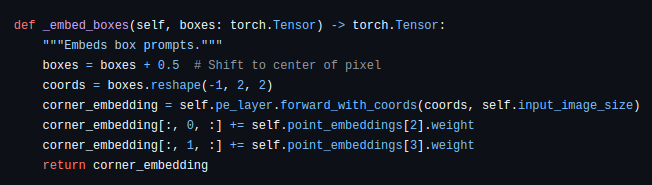 def _embed_boxes(self, boxes: torch.Tensor) -> torch.Tensor:
    """Embeds box prompts."""
    boxes = boxes + 0.5  # Shift to center of pixel
    coords = boxes.reshape(-1, 2, 2)
    corner_embedding = self.pe_layer.forward_with_coords(coords, self.input_image_size)
    corner_embedding[:, 0, :] += self.point_embeddings[2].weight
    corner_embedding[:, 1, :] += self.point_embeddings[3].weight
    return corner_embedding